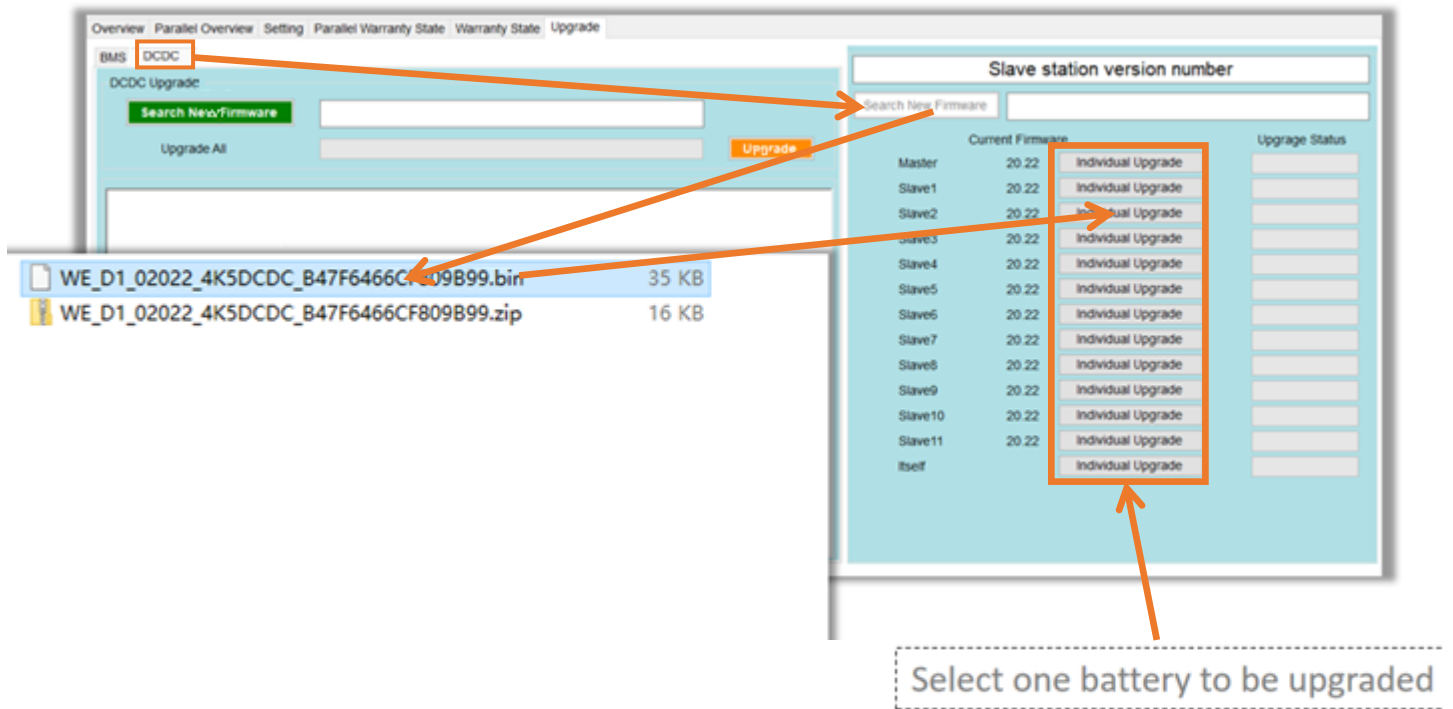 Overview Parallel Overview Setting Parallel Warranty State Warranty State Upgrade
BMS DCDC
DCDC Upgrade
Search New Firmware
Upgrade All Upgrade
Slave station version number
Search New Firmware
Current Firmware Upgrage Status
Master 20.22 Individual Upgrade
Slave1 20.22 Individual Upgrade
Slave2 20.22 Individual Upgrade
Slave3 20.22 Individual Upgrade
Slave4 20.22 Individual Upgrade
Slave5 20.22 Individual Upgrade
Slave6 20.22 Individual Upgrade
Slave7 20.22 Individual Upgrade
Slave8 20.22 Individual Upgrade
Slave9 20.22 Individual Upgrade
Slave10 20.22 Individual Upgrade
Slave11 20.22 Individual Upgrade
Itself Individual Upgrade
WE_D1_02022_4K5DCDC_B47F6466CF809B99.bin 35 KB
WE_D1_02022_4K5DCDC_B47F6466CF809B99.zip 16 KB
Select one battery to be upgraded